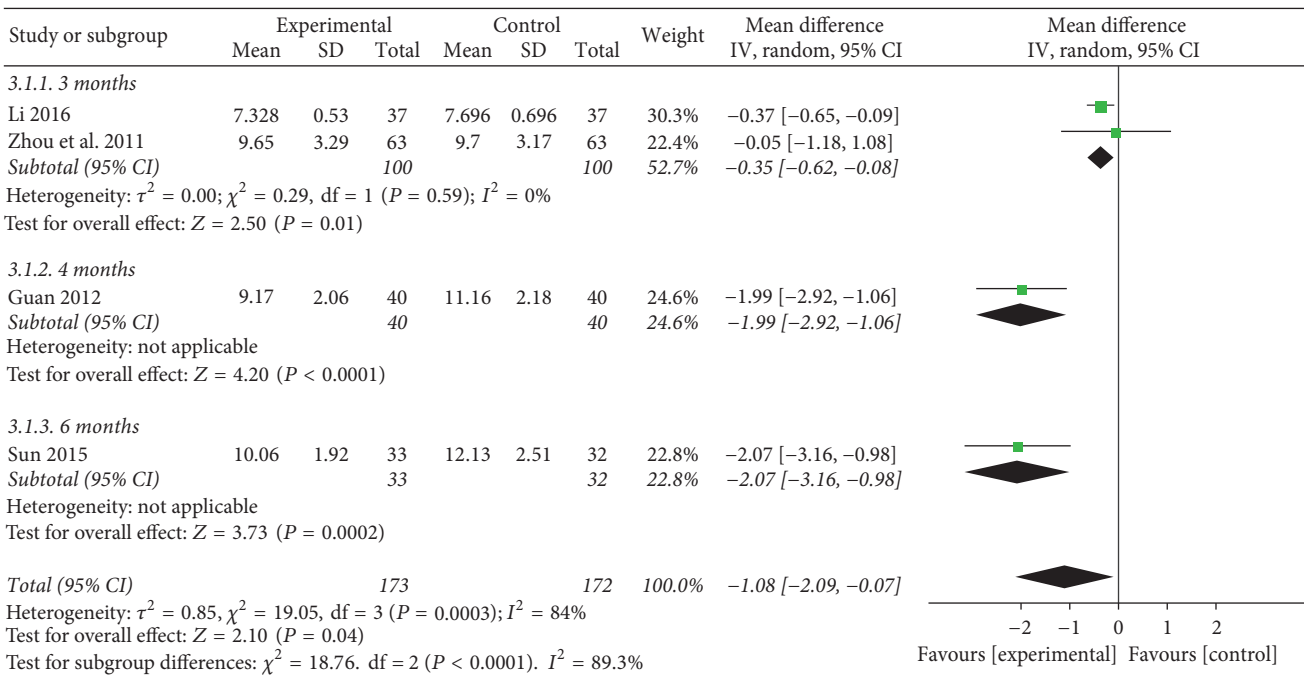 Study or subgroup Experimental Control Weight Mean difference Mean difference
Mean SD Total Mean SD Total IV, random, 95% CI IV, random, 95% CI
3.1.1. 3 months
Li 2016 7.328 0.53 37 7.696 0.696 37 30.3% −0.37 [−0.65, −0.09]
Zhou et al. 2011 9.65 3.29 63 9.7 3.17 63 22.4% −0.05 [−1.18, 1.08]
Subtotal (95% CI) 100 100 52.7% −0.35 [−0.62, −0.08]
Heterogeneity: τ² = 0.00; χ² = 0.29, df = 1 (P = 0.59); I² = 0%
Test for overall effect: Z = 2.50 (P = 0.01)
3.1.2. 4 months
Guan 2012 9.17 2.06 40 11.16 2.18 40 24.6% −1.99 [−2.92, −1.06]
Subtotal (95% CI) 40 40 24.6% −1.99 [−2.92, −1.06]
Heterogeneity: not applicable
Test for overall effect: Z = 4.20 (P < 0.0001)
3.1.3. 6 months
Sun 2015 10.06 1.92 33 12.13 2.51 32 22.8% −2.07 [−3.16, −0.98]
Subtotal (95% CI) 33 32 22.8% −2.07 [−3.16, −0.98]
Heterogeneity: not applicable
Test for overall effect: Z = 3.73 (P = 0.0002)
Total (95% CI) 173 172 100.0% −1.08 [−2.09, −0.07]
Heterogeneity: τ² = 0.85, χ² = 19.05, df = 3 (P = 0.0003); I² = 84%
Test for overall effect: Z = 2.10 (P = 0.04)
Test for subgroup differences: χ² = 18.76. df = 2 (P < 0.0001). I² = 89.3%
−2 −1 0 1 2
Favours [experimental] Favours [control]